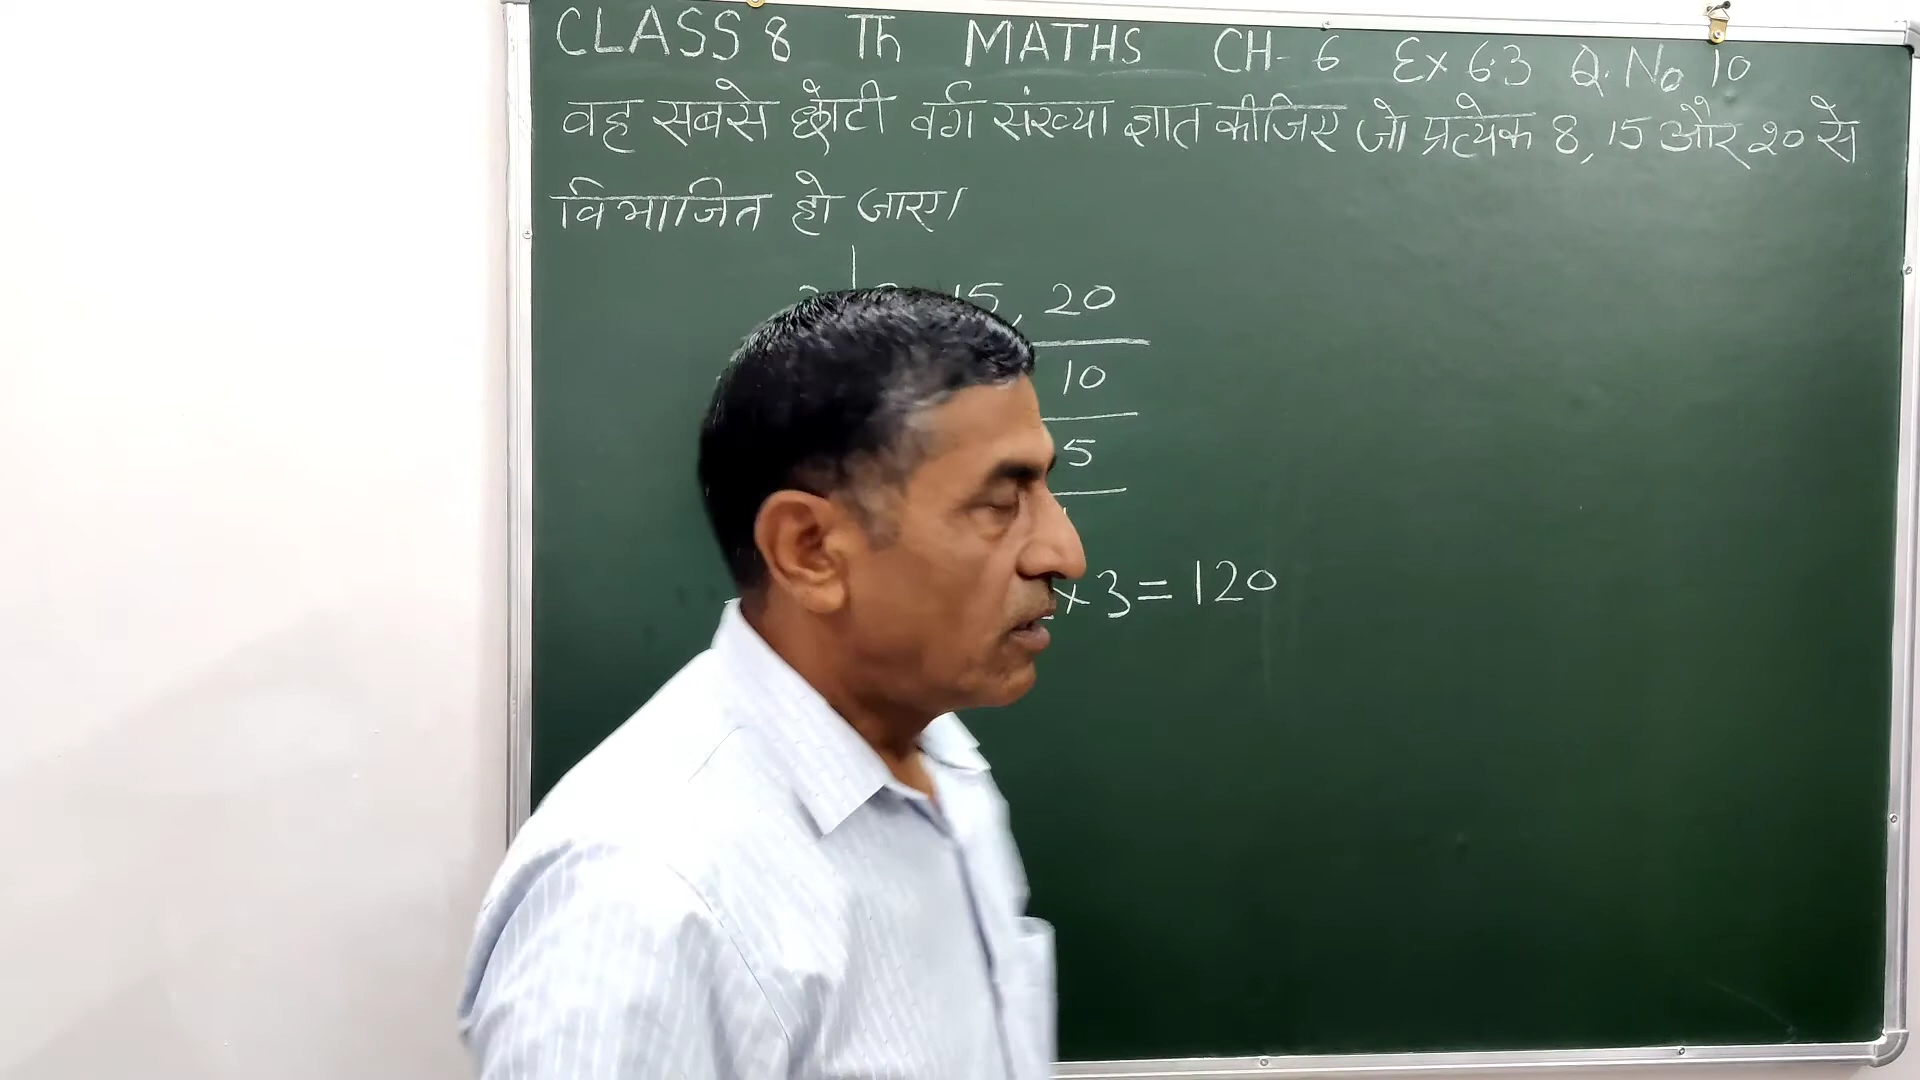 CLASS 8 Th MATHS CH- 6 Ex 6.3 Q. No 10
वह सबसे छोटी वर्ग संख्या ज्ञात कीजिए जो प्रत्येक 8, 15 और २० से
विभाजित हो जाए।
15, 20
10
5
×3=120